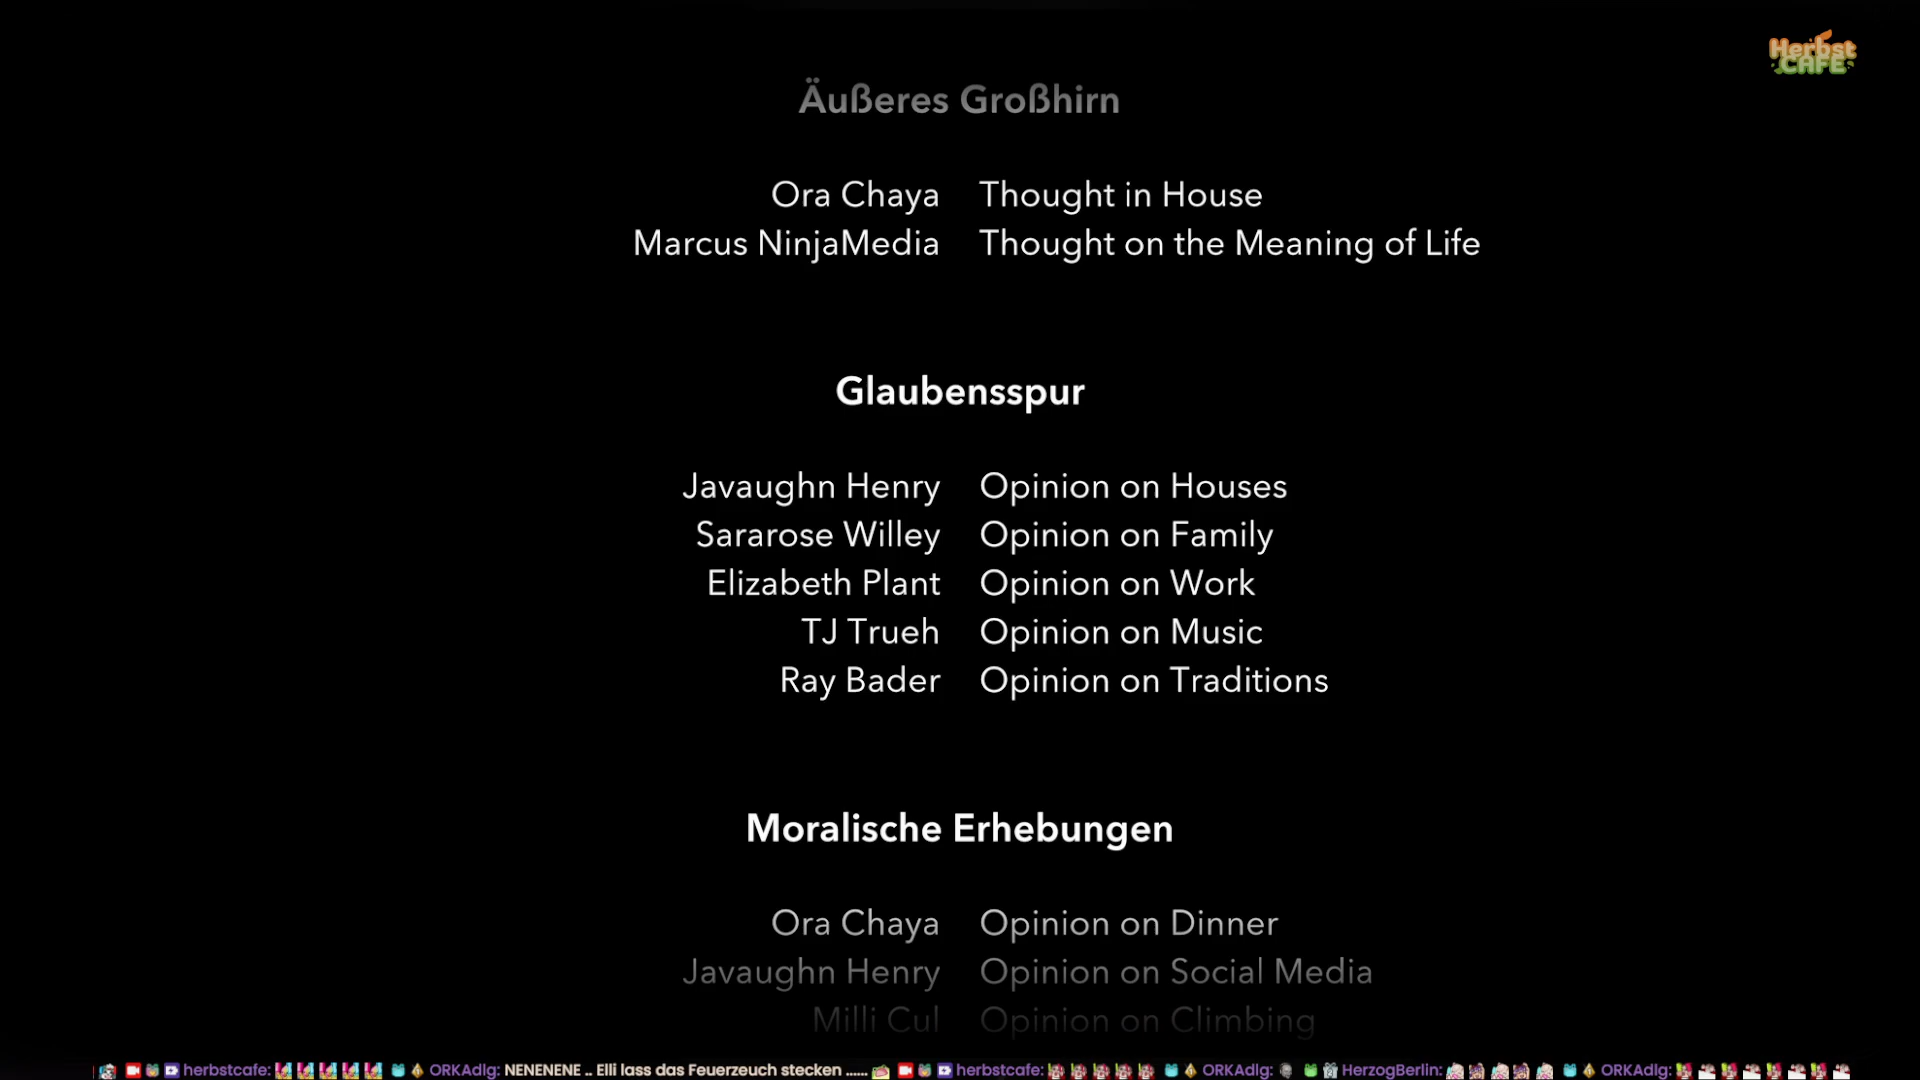 Herbst
CAFE
Äußeres Großhirn
Ora Chaya Thought in House
Marcus NinjaMedia Thought on the Meaning of Life
Glaubensspur
Javaughn Henry Opinion on Houses
Sararose Willey Opinion on Family
Elizabeth Plant Opinion on Work
TJ Trueh Opinion on Music
Ray Bader Opinion on Traditions
Moralische Erhebungen
Ora Chaya Opinion on Dinner
Javaughn Henry Opinion on Social Media
Milli Cul Opinion on Climbing
herbstcafe: ORKAdlg: NENENENE .. Elli lass das Feuerzeuch stecken ...... herbstcafe: ORKAdlg: HerzogBerlin: ORKAdlg: